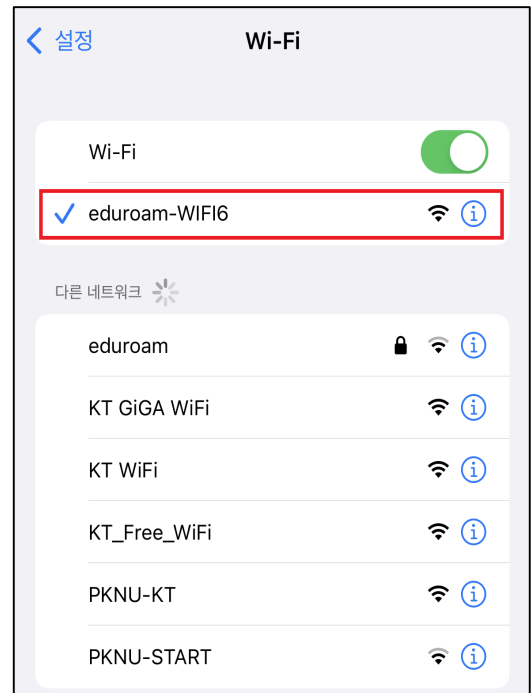 설정
Wi-Fi
Wi-Fi
eduroam-WIFI6
다른 네트워크
eduroam
KT GiGA WiFi
KT WiFi
KT_Free_WiFi
PKNU-KT
PKNU-START